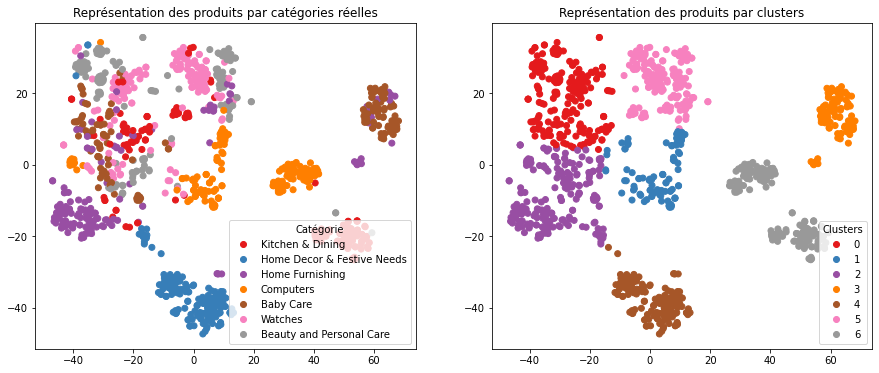 Représentation des produits par catégories réelles
20
0
−20
−40
−40
−20
0
20
40
60
Catégorie
Kitchen & Dining
Home Decor & Festive Needs
Home Furnishing
Computers
Baby Care
Watches
Beauty and Personal Care
Représentation des produits par clusters
20
0
−20
−40
−40
−20
0
20
40
60
Clusters
0
1
2
3
4
5
6